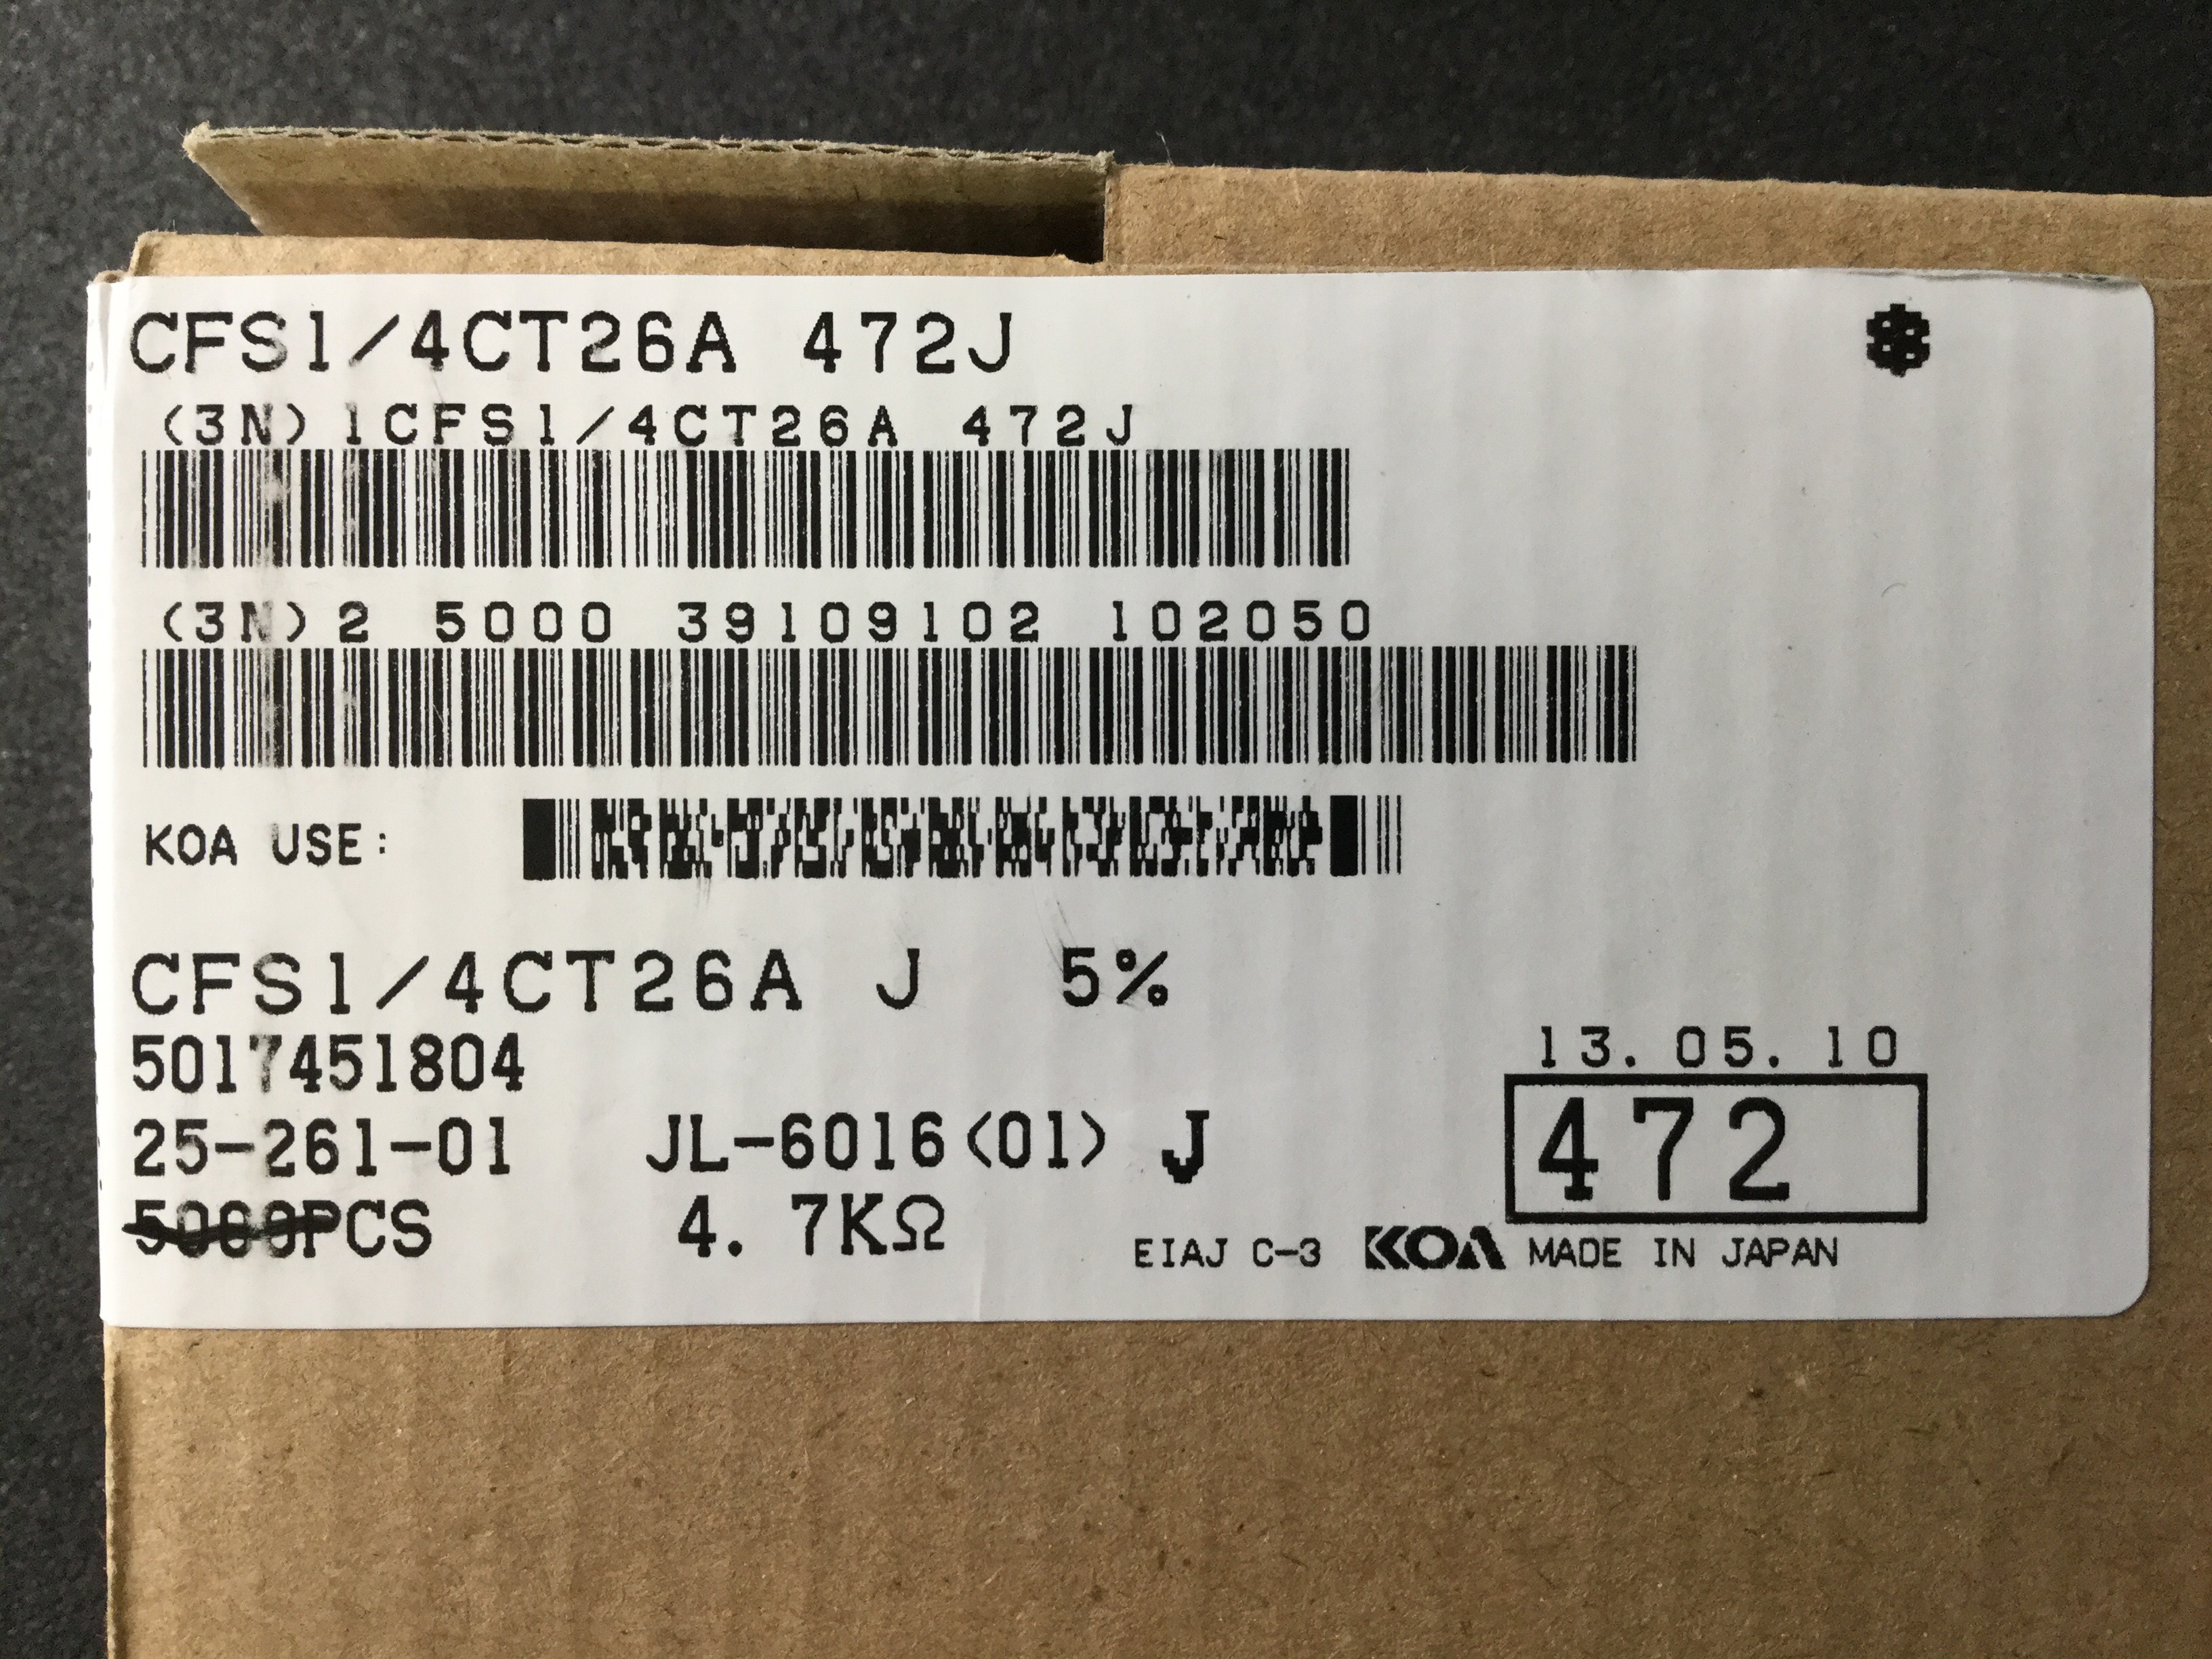 CFS1/4CT26A 472J
(3N)1CFS1/4CT26A 472J
(3N)2 5000 39109102 102050
KOA USE:
CFS1/4CT26A J 5%
5017451804
13.05.10
25-261-01 JL-6016(01) J
472
5000PCS 4.7KΩ
EIAJ C-3 KOA MADE IN JAPAN